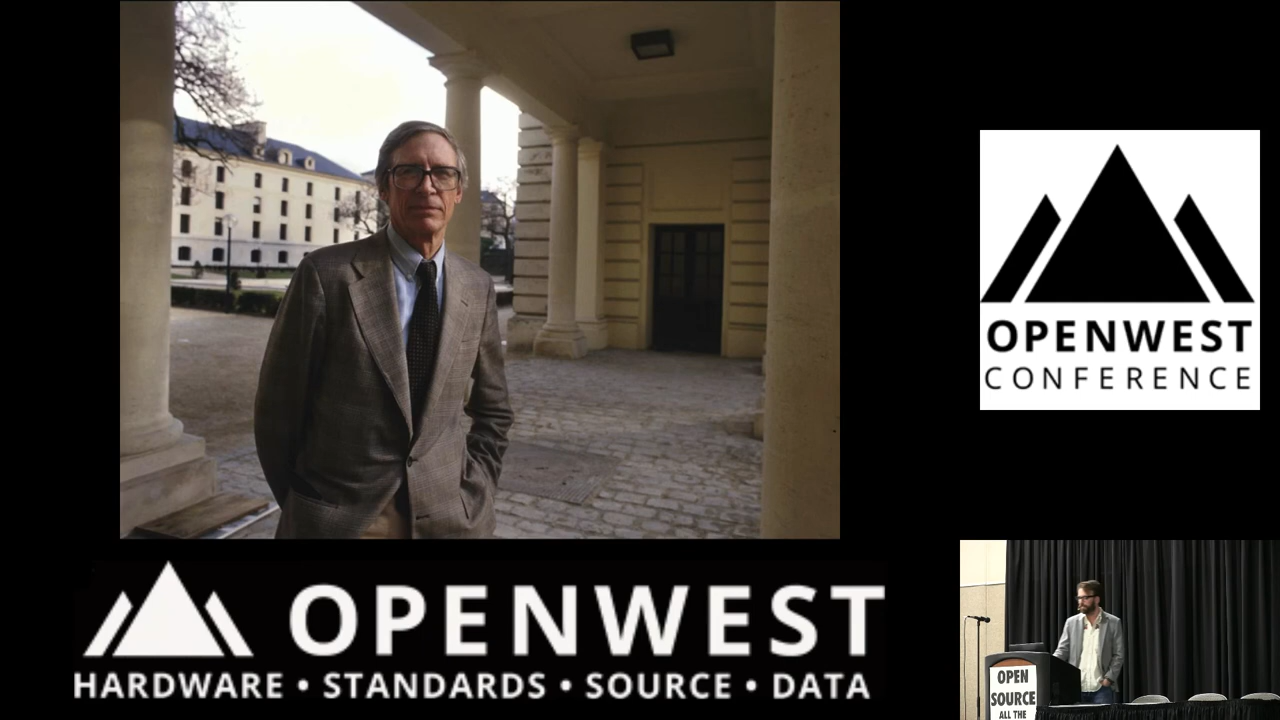 OPENWEST
CONFERENCE
OPENWEST
HARDWARE • STANDARDS • SOURCE • DATA
OPEN
SOURCE
ALL THE